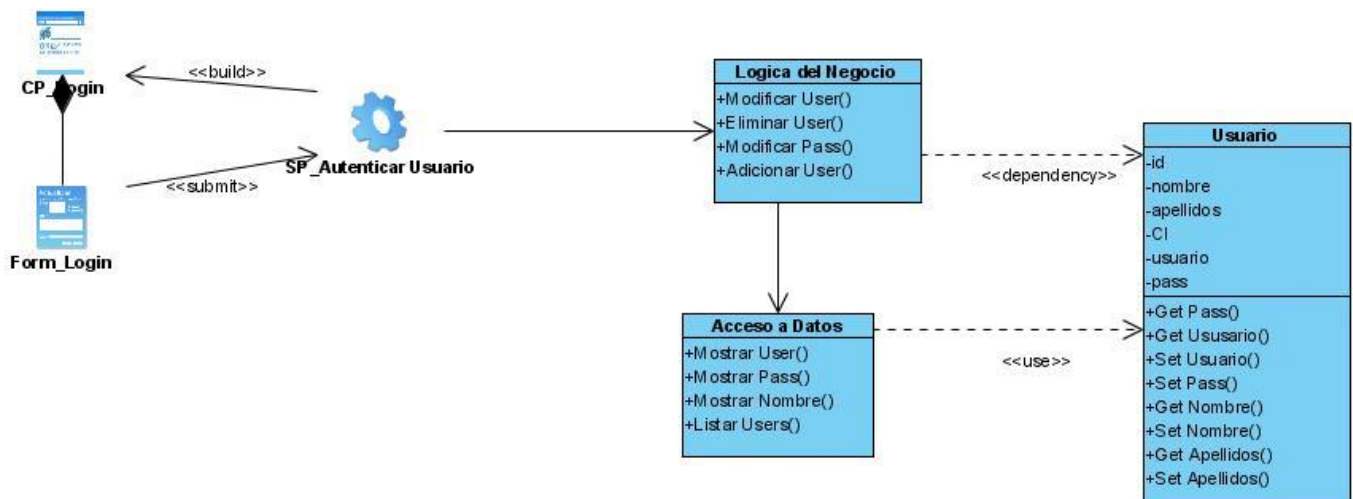 CP_Login
<<build>>
SP_Autenticar Usuario
<<submit>>
Form_Login
Logica del Negocio
+Modificar User()
+Eliminar User()
+Modificar Pass()
+Adicionar User()
<<dependency>>
Acceso a Datos
+Mostrar User()
+Mostrar Pass()
+Mostrar Nombre()
+Listar Users()
<<use>>
Usuario
-id
-nombre
-apellidos
-CI
-usuario
-pass
+Get Pass()
+Get Ususario()
+Set Usuario()
+Set Pass()
+Get Nombre()
+Set Nombre()
+Get Apellidos()
+Set Apellidos()